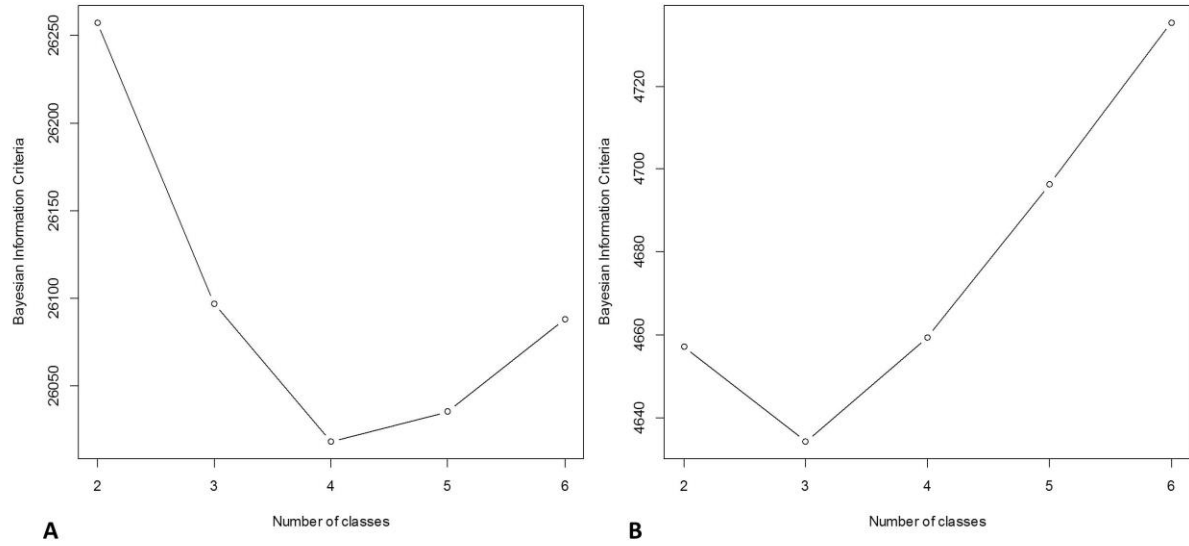 26250
26200
26150
26100
26050
Bayesian Information Criteria
2 3 4 5 6
Number of classes
A
4720
4700
4680
4660
4640
Bayesian Information Criteria
2 3 4 5 6
Number of classes
B